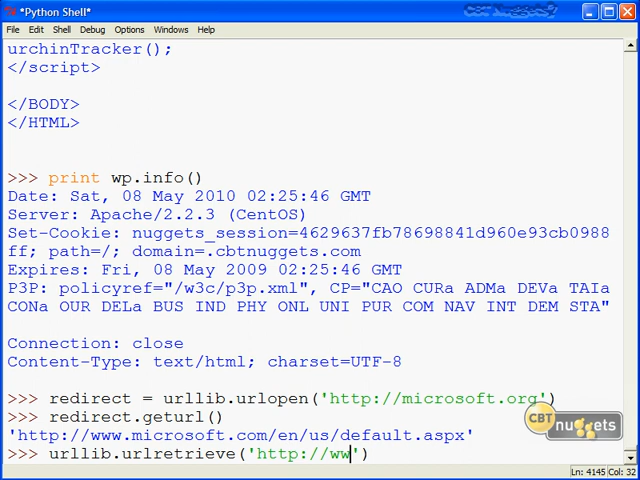 *Python Shell*
CBT Nuggets
File Edit Shell Debug Options Windows Help
urchinTracker();
</script>
</BODY>
</HTML>
>>> print wp.info()
Date: Sat, 08 May 2010 02:25:46 GMT
Server: Apache/2.2.3 (CentOS)
Set-Cookie: nuggets_session=4629637fb78698841d960e93cb0988
ff; path=/; domain=.cbtnuggets.com
Expires: Fri, 08 May 2009 02:25:46 GMT
P3P: policyref="/w3c/p3p.xml", CP="CAO CURa ADMa DEVa TAIa
CONa OUR DELa BUS IND PHY ONL UNI PUR COM NAV INT DEM STA"
Connection: close
Content-Type: text/html; charset=UTF-8
>>> redirect = urllib.urlopen('http://microsoft.org')
>>> redirect.geturl()
'http://www.microsoft.com/en/us/default.aspx'
>>> urllib.urlretrieve('http://ww')
CBT nuggets
Ln: 4145 Col: 32